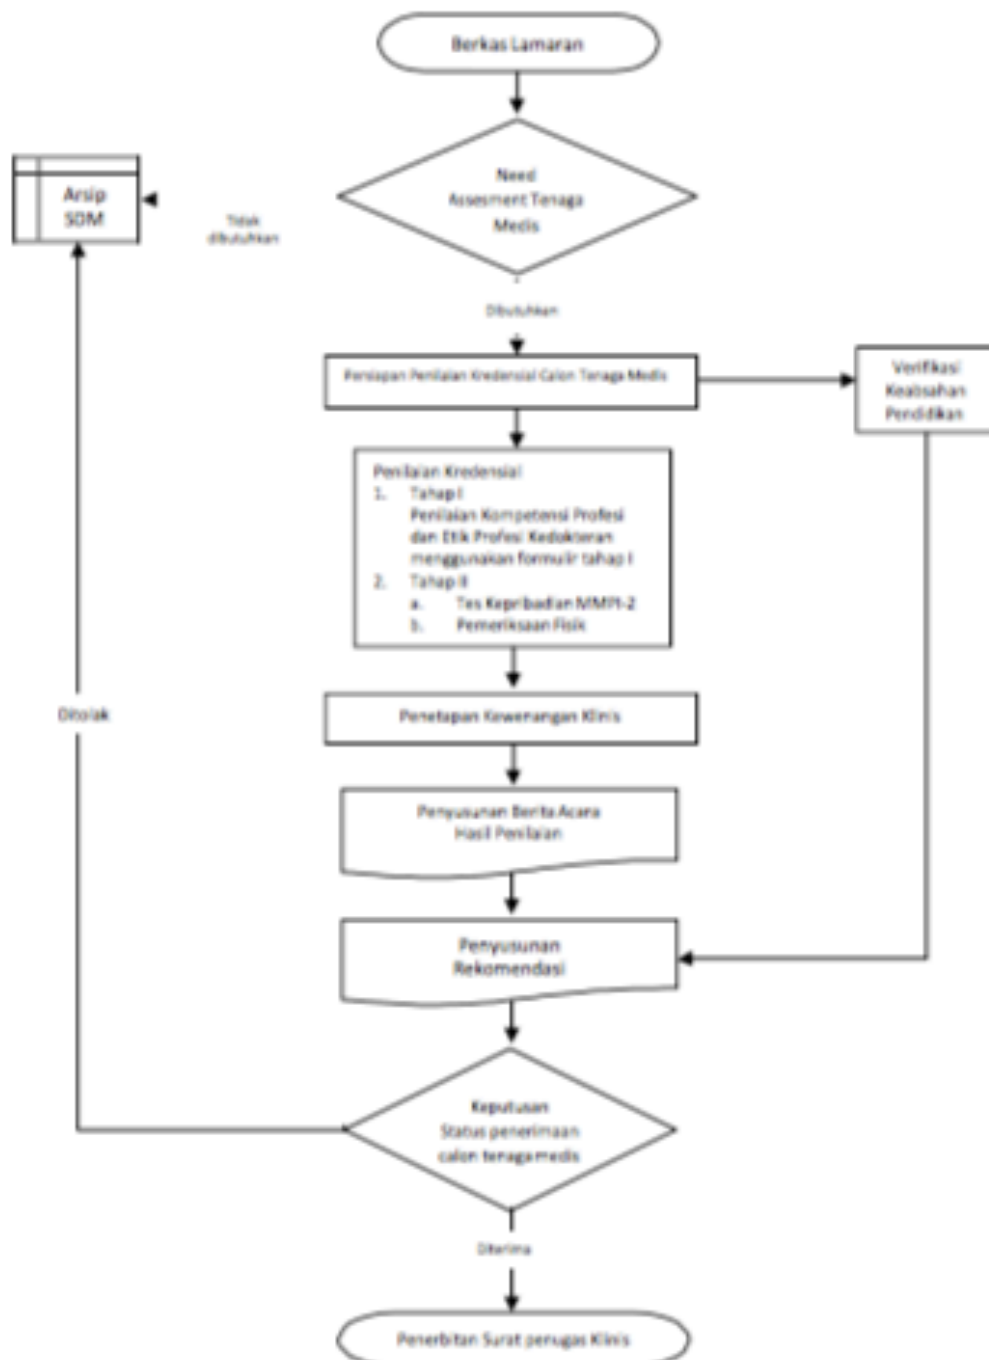 Berkas Lamaran
Need
Assesment Tenaga
Medis
Arsip
SDM
Tidak
dibutuhkan
Dibutuhkan
Persiapan Penilaian Kredensial Calon Tenaga Medis
Verifikasi
Keabsahan
Pendidikan
Penilaian Kredensial
1. Tahap I
Penilaian Kompetensi Profesi
dan Etik Profesi Kedokteran
menggunakan formulir tahap I
2. Tahap II
a. Tes Kepribadian MMPI-2
b. Pemeriksaan Fisik
Penetapan Kewenangan Klinis
Ditolak
Penyusunan Berita Acara
Hasil Penilaian
Penyusunan
Rekomendasi
Keputusan
Status penerimaan
calon tenaga medis
Diterima
Penerbitan Surat penugas Klinis